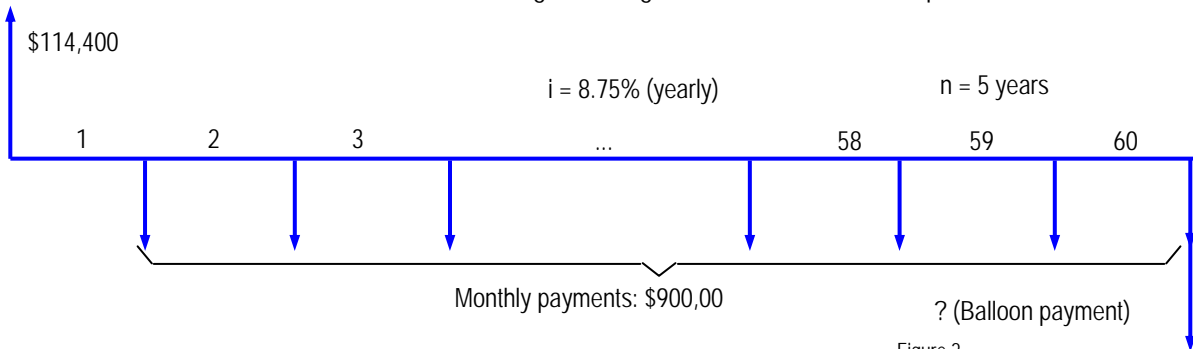 $114,400
i = 8.75% (yearly)
n = 5 years
1 2 3 ... 58 59 60
Monthly payments: $900,00
? (Balloon payment)